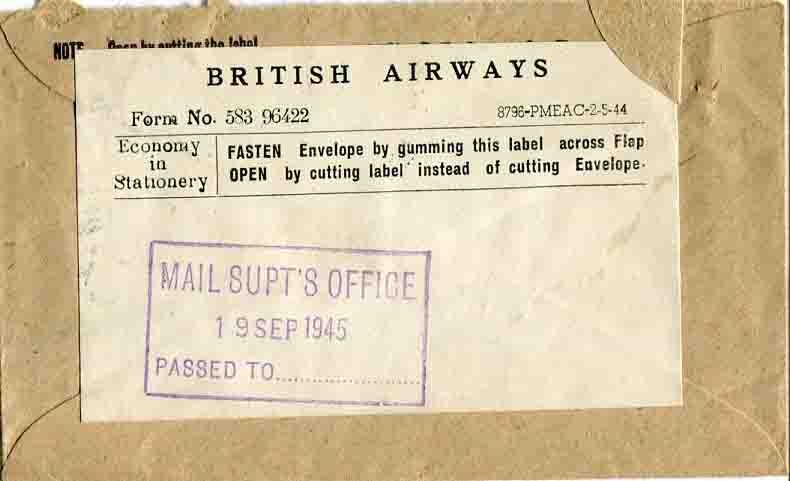 NOTE Open by cutting the label
BRITISH AIRWAYS
Form No. 583 96422
8796-PMEAC-2-5-44
Economy
in
Stationery
FASTEN Envelope by gumming this label across Flap
OPEN by cutting label instead of cutting Envelope.
MAIL SUPT'S OFFICE
19 SEP 1945
PASSED TO....................